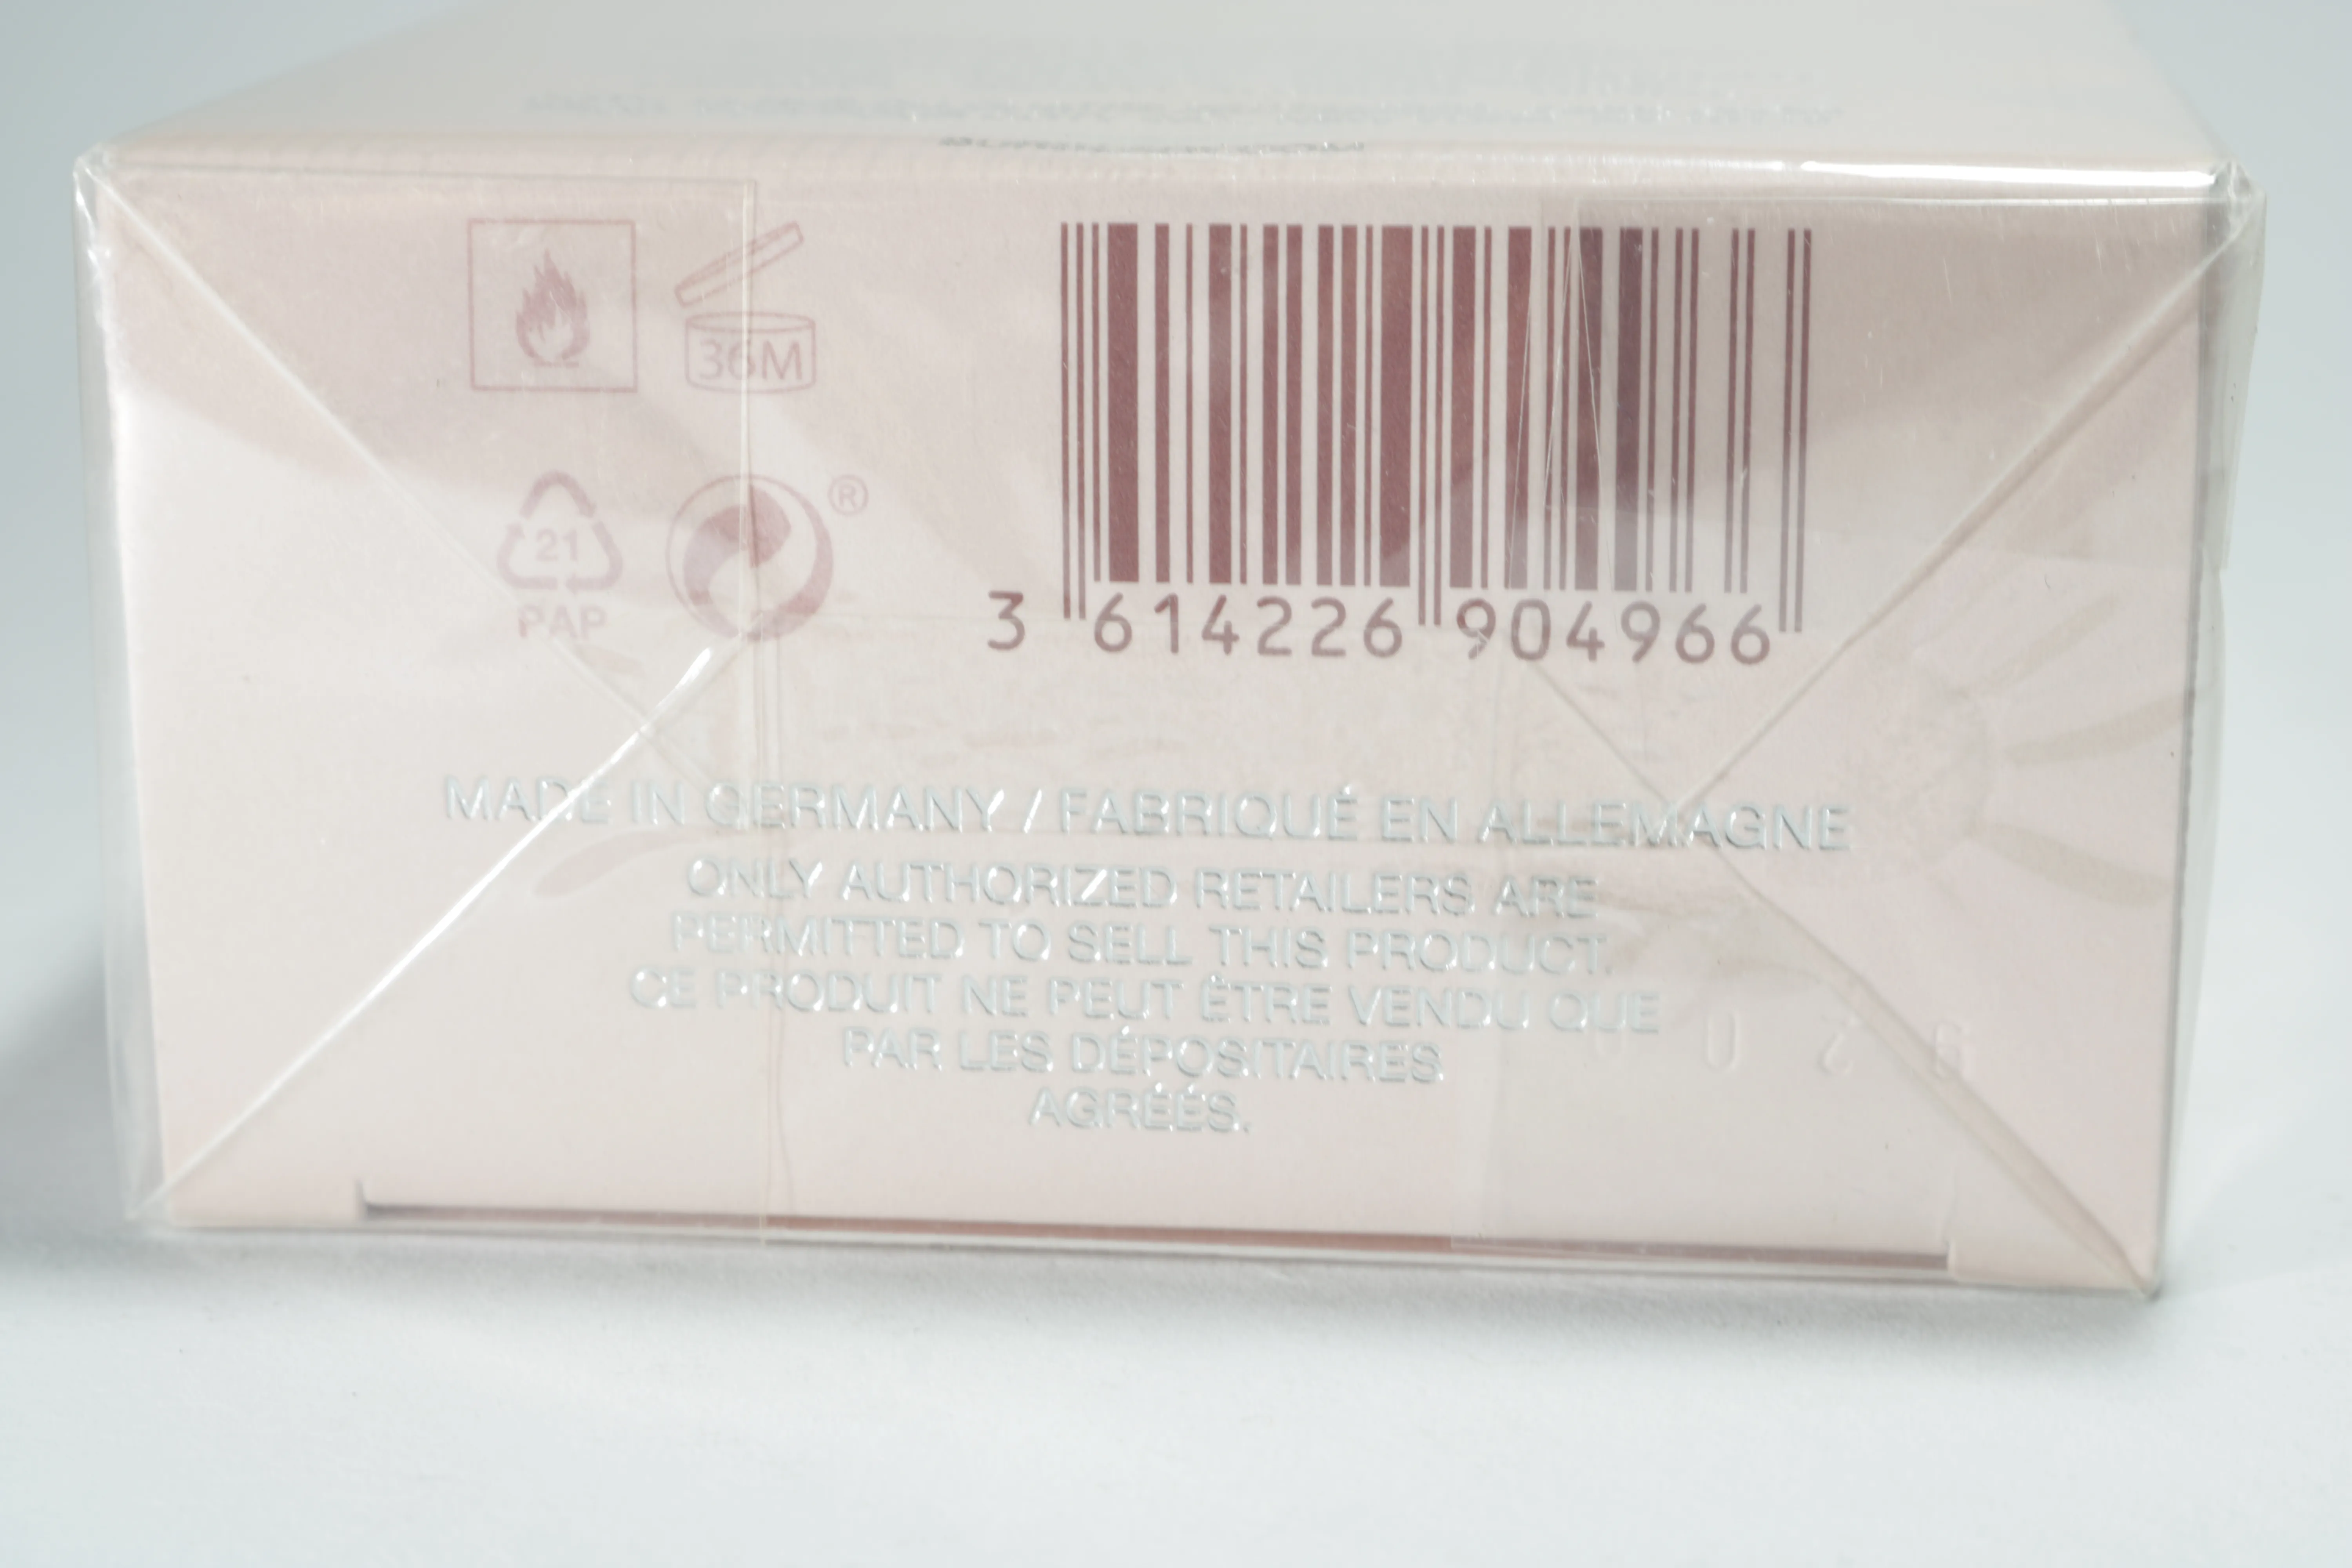 36M
21
PAP
®
3 614226 904966
MADE IN GERMANY / FABRIQUÉ EN ALLEMAGNE
ONLY AUTHORIZED RETAILERS ARE
PERMITTED TO SELL THIS PRODUCT.
CE PRODUIT NE PEUT ÊTRE VENDU QUE
PAR LES DÉPOSITAIRES
AGRÉÉS.